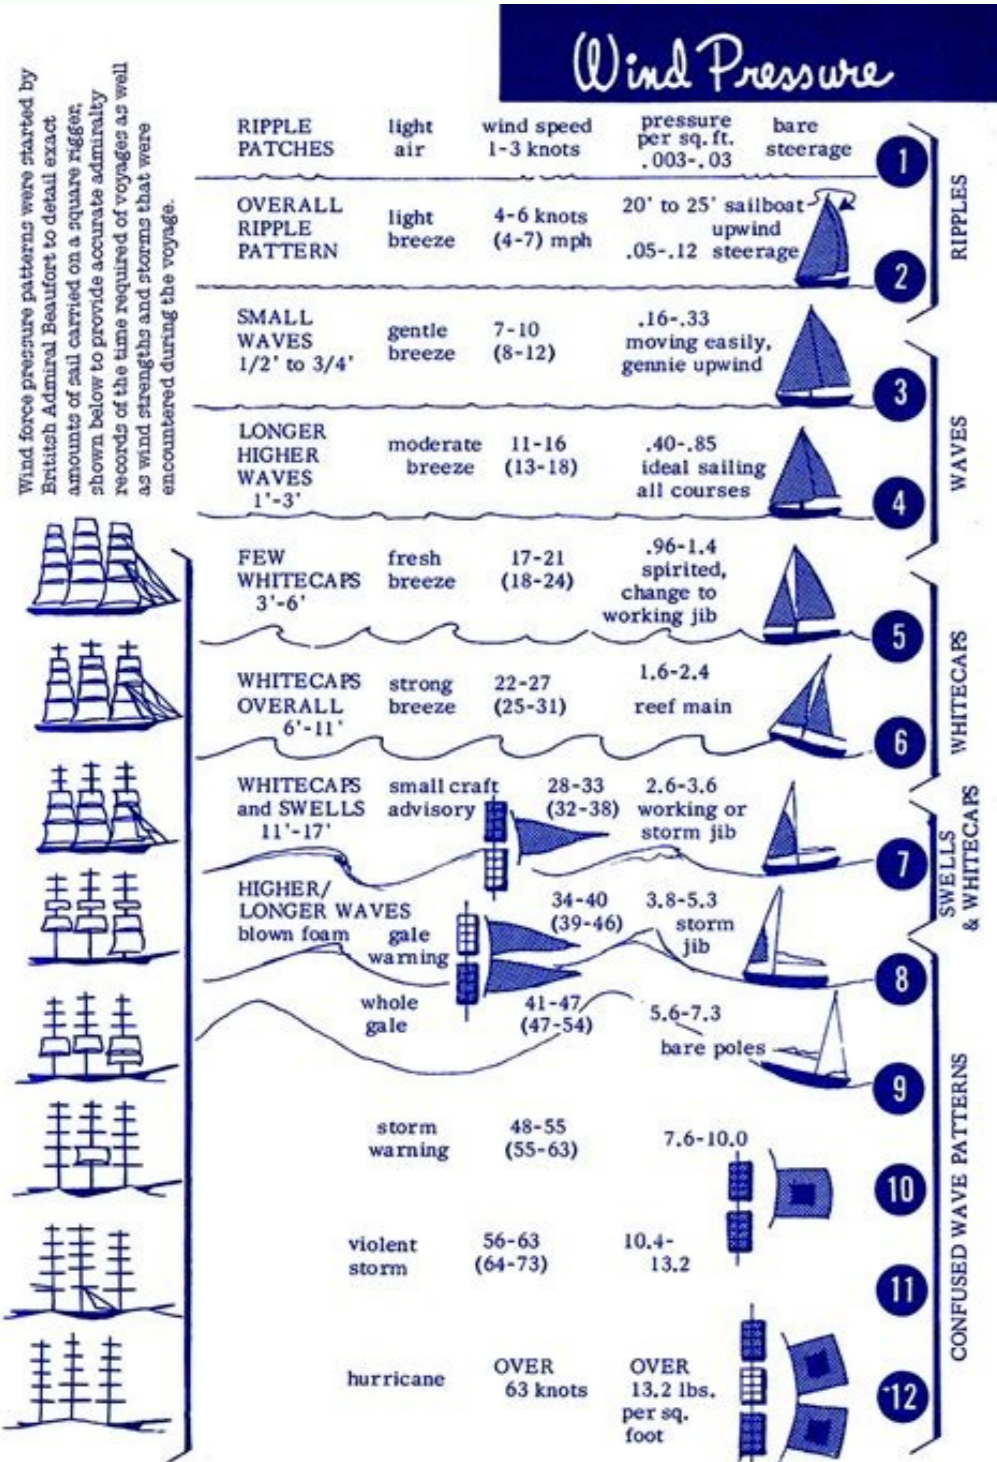 Wind Pressure
Wind force pressure patterns were started by
Brititsh Admiral Beaufort to detail exact
amounts of sail carried on a square rigger,
shown below to provide accurate admiralty
records of the time required of voyages as well
as wind strengths and storms that were
encountered during the voyage.
RIPPLE PATCHES
light air
wind speed 1-3 knots
pressure per sq. ft. .003-.03
bare steerage
1
OVERALL RIPPLE PATTERN
light breeze
4-6 knots (4-7) mph
20' to 25' sailboat
upwind
.05-.12 steerage
2
RIPPLES
SMALL WAVES 1/2' to 3/4'
gentle breeze
7-10 (8-12)
.16-.33
moving easily,
gennie upwind
3
LONGER HIGHER WAVES 1'-3'
moderate breeze
11-16 (13-18)
.40-.85
ideal sailing
all courses
4
WAVES
FEW WHITECAPS 3'-6'
fresh breeze
17-21 (18-24)
.96-1.4
spirited,
change to
working jib
5
WHITECAPS OVERALL 6'-11'
strong breeze
22-27 (25-31)
1.6-2.4
reef main
6
WHITECAPS
WHITECAPS and SWELLS 11'-17'
small craft advisory
28-33 (32-38)
2.6-3.6
working or
storm jib
7
SWELLS
& WHITECAPS
HIGHER/
LONGER WAVES
blown foam
gale warning
34-40 (39-46)
3.8-5.3
storm jib
8
whole gale
41-47 (47-54)
5.6-7.3
bare poles
9
storm warning
48-55 (55-63)
7.6-10.0
10
violent storm
56-63 (64-73)
10.4-
13.2
11
hurricane
OVER 63 knots
OVER
13.2 lbs.
per sq.
foot
12
CONFUSED WAVE PATTERNS